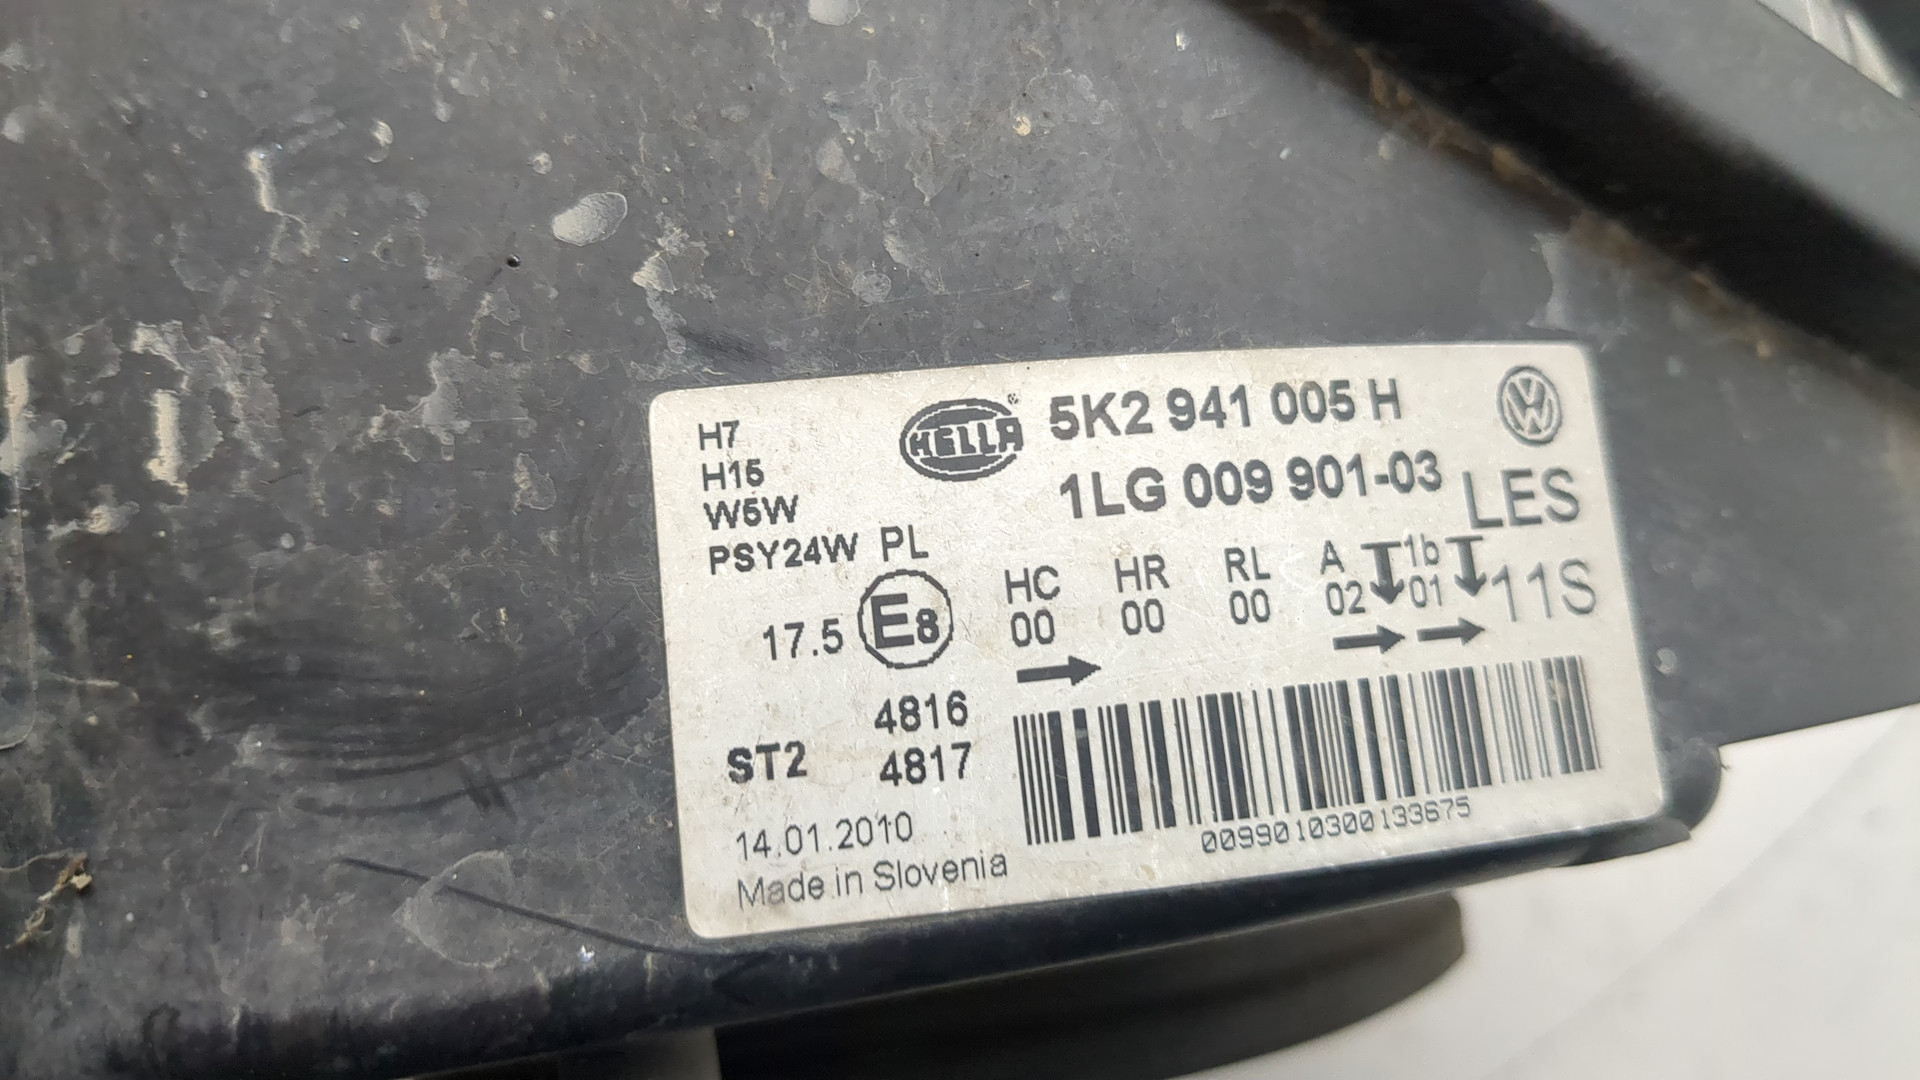 H7
H15
W5W
PSY24W PL
HELLA® 5K2 941 005 H
1LG 009 901-03 LES
17.5 E8 HC HR RL A 1b 11S
00 00 00 02 01
4816
ST2 4817
14.01.2010
Made in Slovenia
0099010300133675